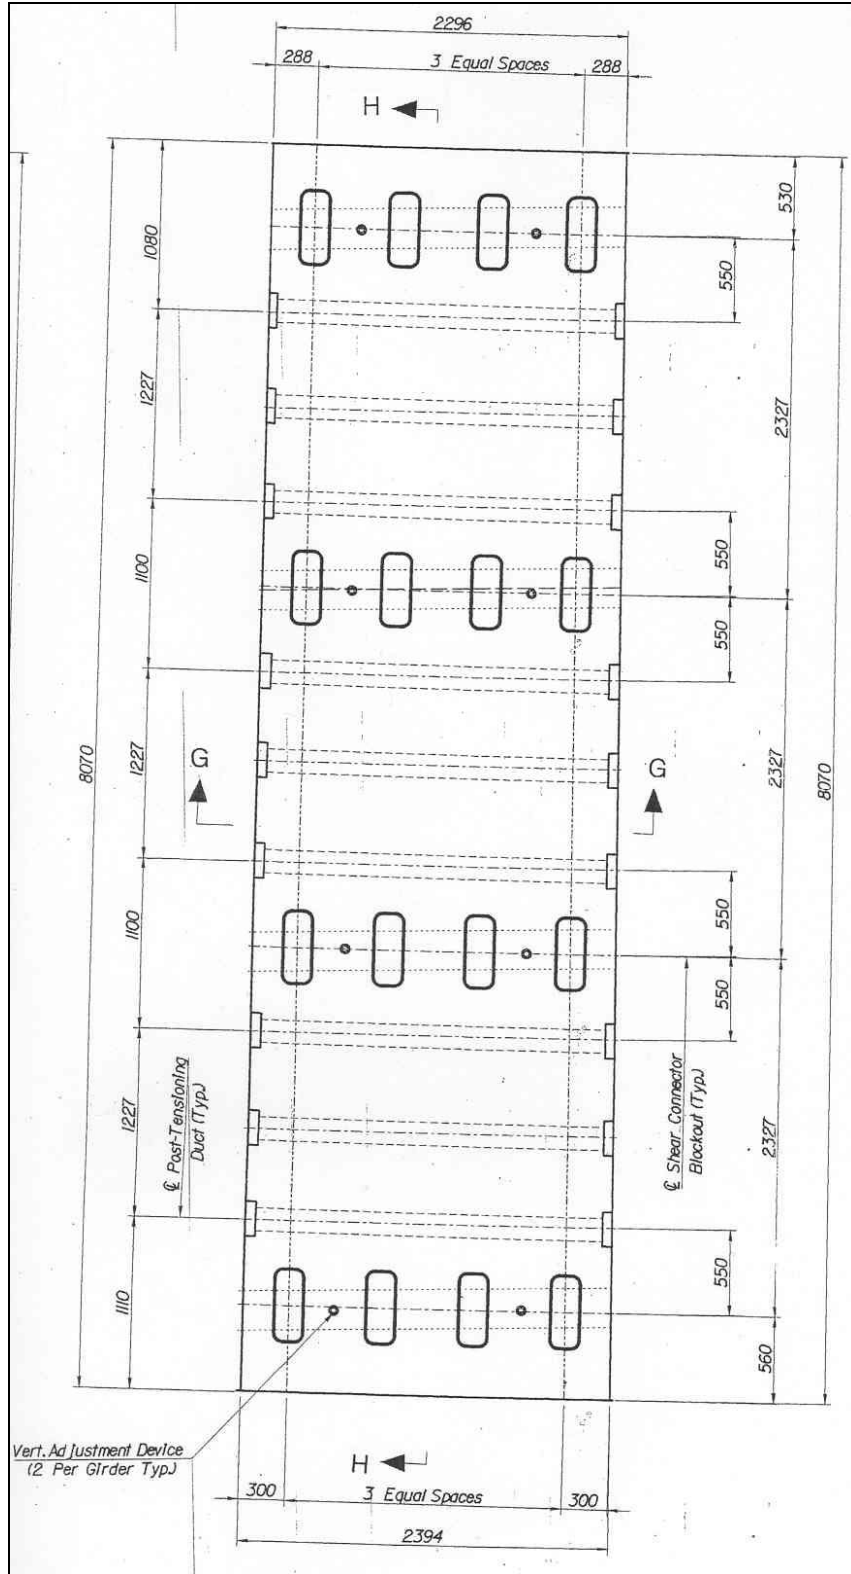 2296
288
3 Equal Spaces
288
H
530
1080
550
1227
2327
550
1100
550
G
G
8070
1227
2327
8070
550
1100
550
℄ Post-Tensioning
Duct (Typ.)
℄ Shear Connector
Blockout (Typ.)
1227
2327
550
1110
560
Vert. Adjustment Device
(2 Per Girder Typ.)
H
300
3 Equal Spaces
300
2394